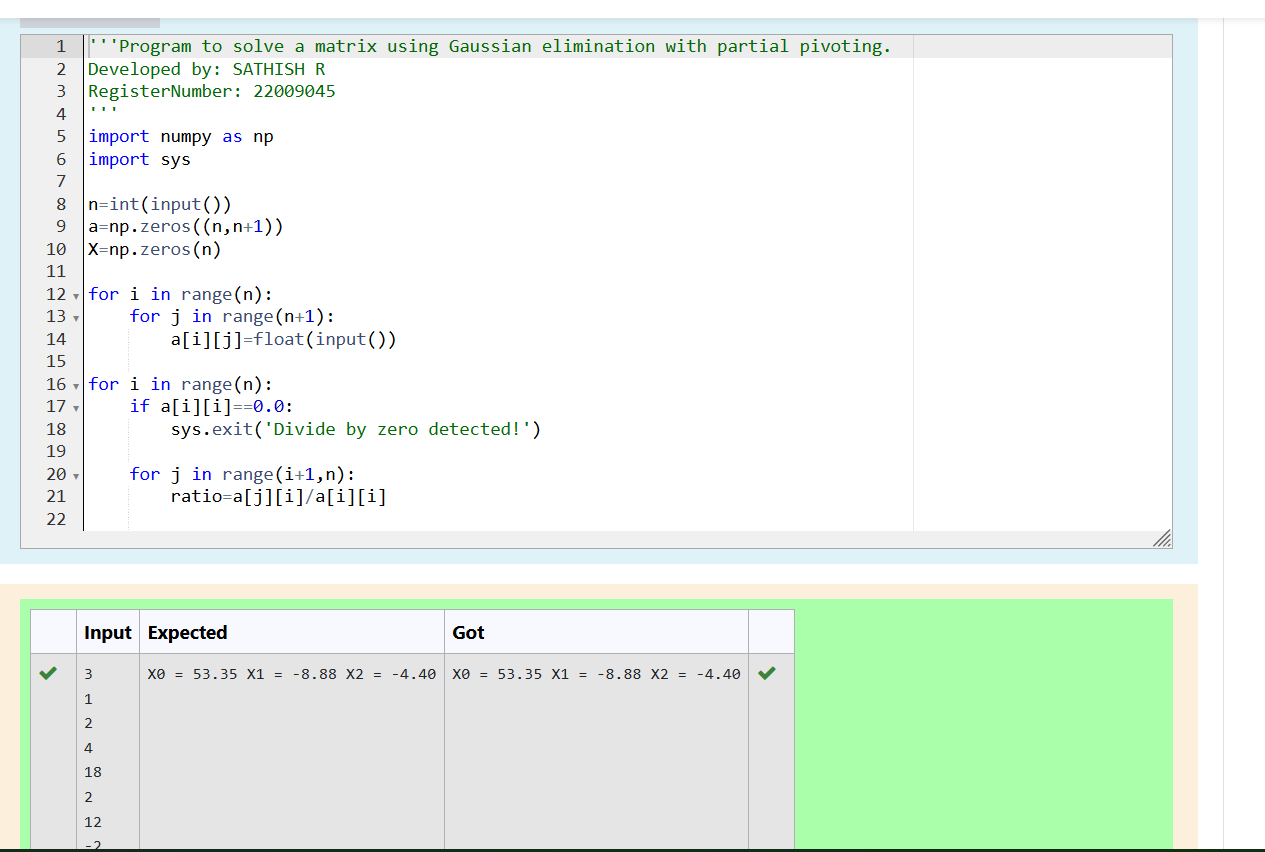 1 '''Program to solve a matrix using Gaussian elimination with partial pivoting.
2 Developed by: SATHISH R
3 RegisterNumber: 22009045
4 '''
5 import numpy as np
6 import sys
7
8 n=int(input())
9 a=np.zeros((n,n+1))
10 X=np.zeros(n)
11
12 for i in range(n):
13     for j in range(n+1):
14         a[i][j]=float(input())
15
16 for i in range(n):
17     if a[i][i]==0.0:
18         sys.exit('Divide by zero detected!')
19
20     for j in range(i+1,n):
21         ratio=a[j][i]/a[i][i]
22
Input Expected Got
3 X0 = 53.35 X1 = -8.88 X2 = -4.40 X0 = 53.35 X1 = -8.88 X2 = -4.40
1
2
4
18
2
12
-2